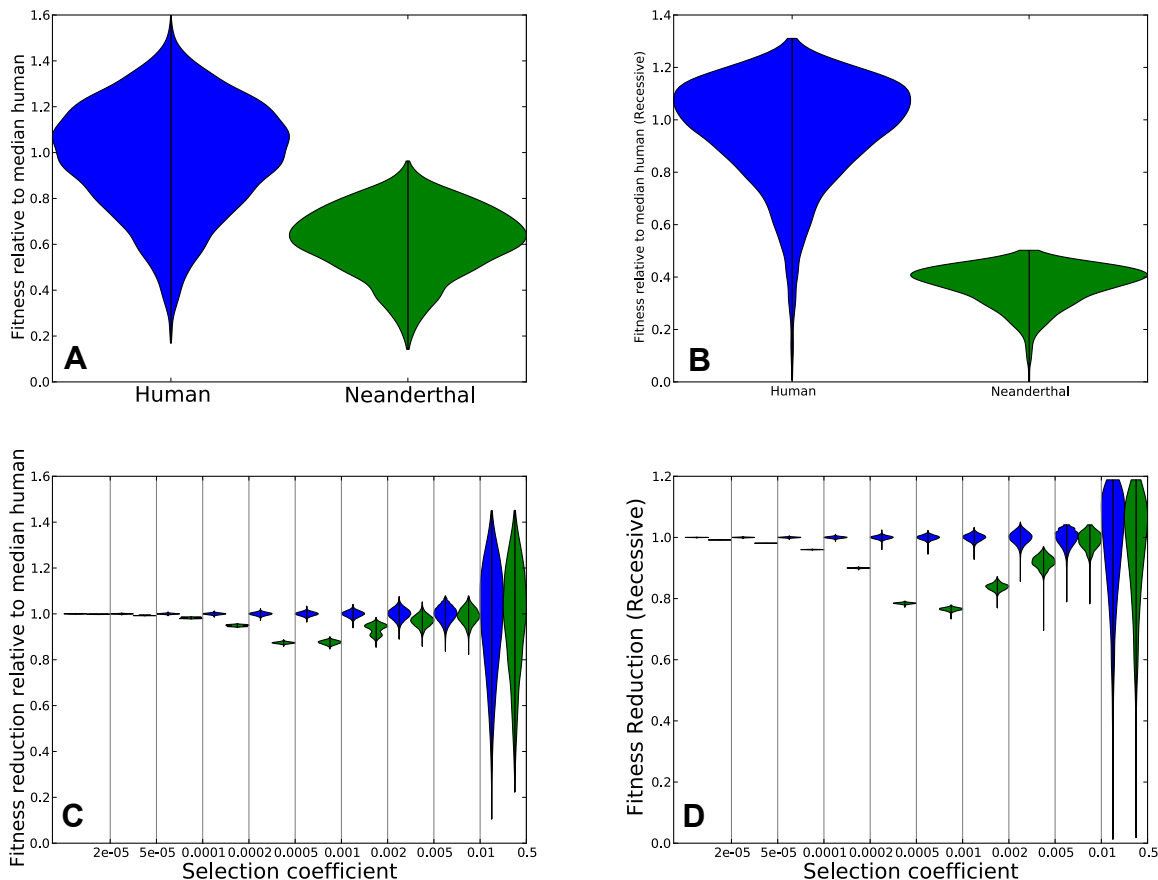 Fitness relative to median human
1.6
1.4
1.2
1.0
0.8
0.6
0.4
0.2
0.0
A
Human
Neanderthal
Fitness relative to median human (Recessive)
1.4
1.2
1.0
0.8
0.6
0.4
0.2
0.0
B
Human
Neanderthal
Fitness reduction relative to median human
1.6
1.4
1.2
1.0
0.8
0.6
0.4
0.2
0.0
C
2e-05 5e-05 0.0001 0.0002 0.0005 0.001 0.002 0.005 0.01 0.5
Selection coefficient
Fitness Reduction (Recessive)
1.2
1.0
0.8
0.6
0.4
0.2
0.0
D
2e-05 5e-05 0.0001 0.0002 0.0005 0.001 0.002 0.005 0.01 0.5
Selection coefficient